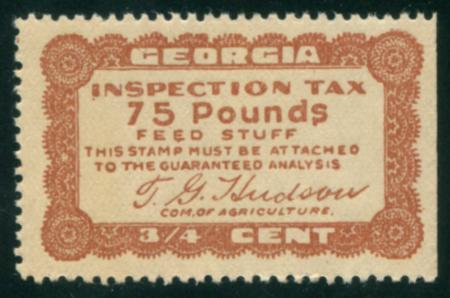 GEORGIA
INSPECTION TAX
75 Pounds
FEED STUFF
THIS STAMP MUST BE ATTACHED
TO THE GUARANTEED ANALYSIS
T. G. Hudson
COM. OF AGRICULTURE.
3/4 CENT